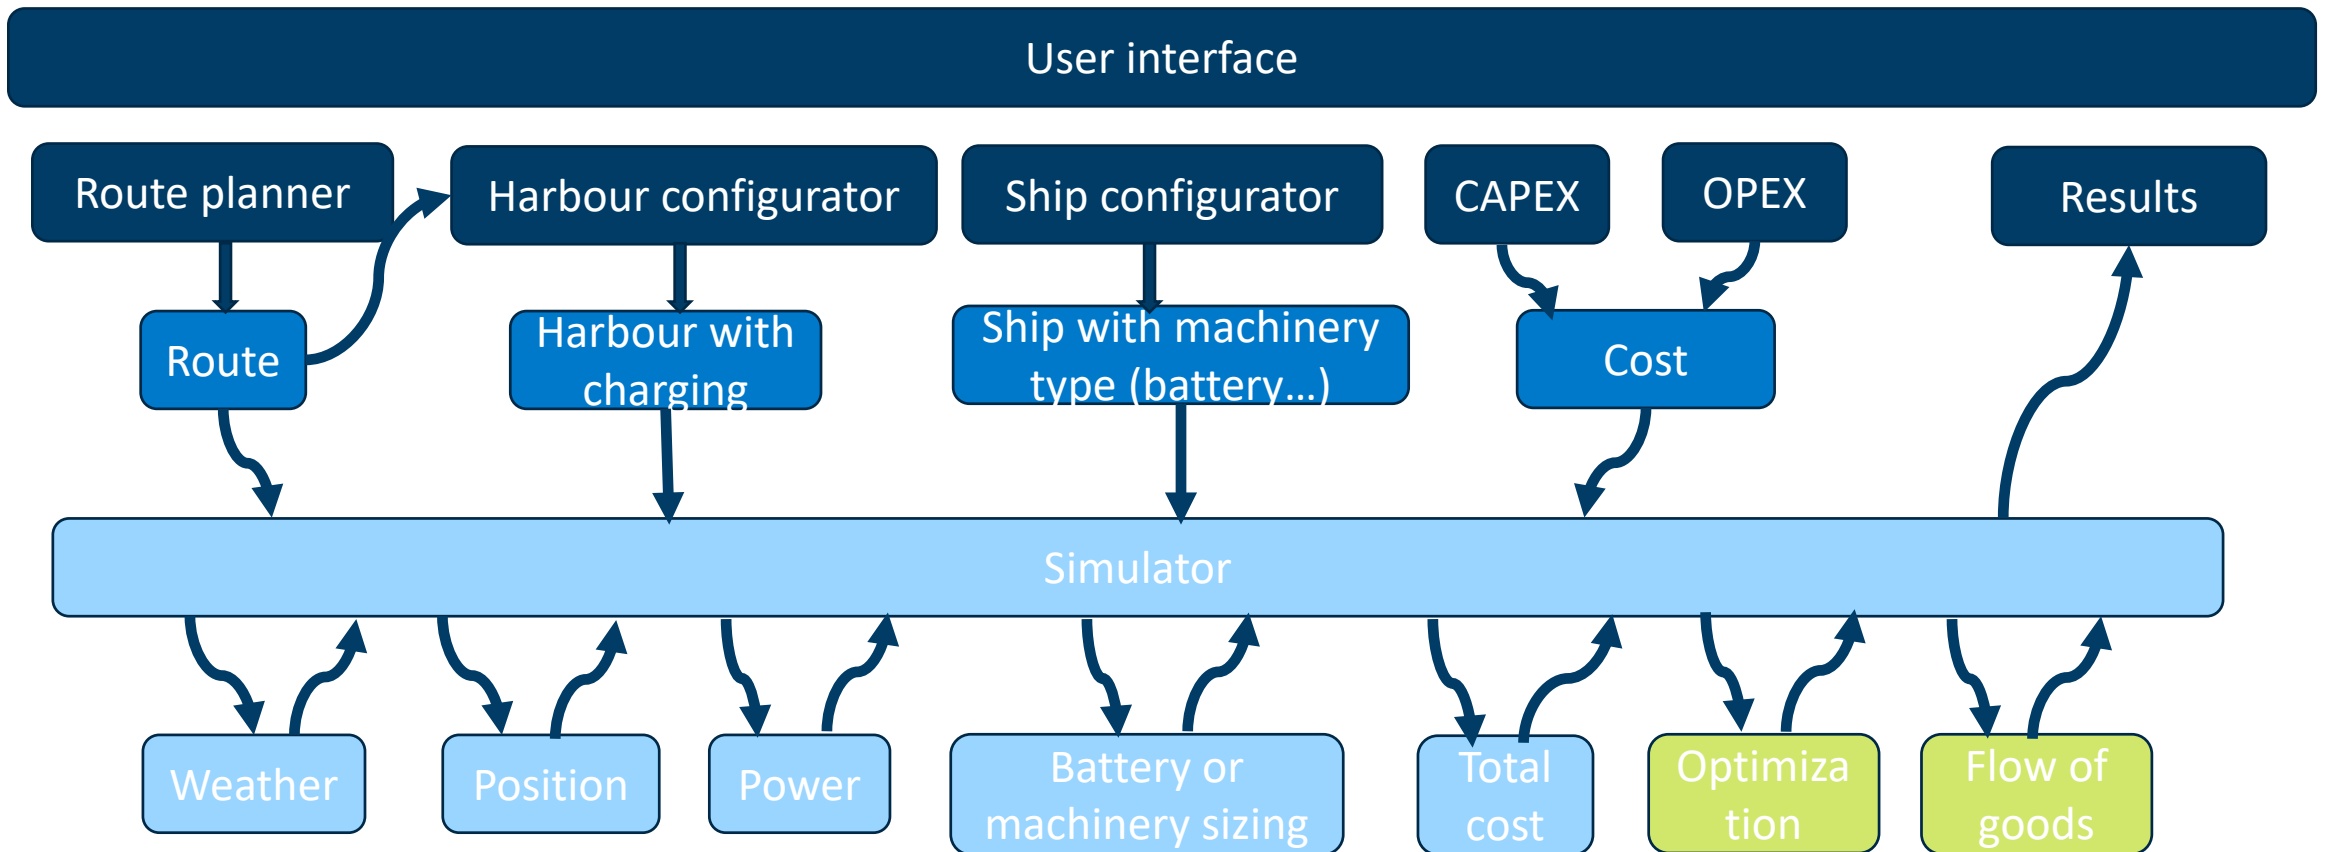 User interface
Route planner
Harbour configurator
Ship configurator
CAPEX
OPEX
Results
Route
Harbour with
charging
Ship with machinery
type (battery...)
Cost
Simulator
Weather
Position
Power
Battery or
machinery sizing
Total
cost
Optimiza
tion
Flow of
goods